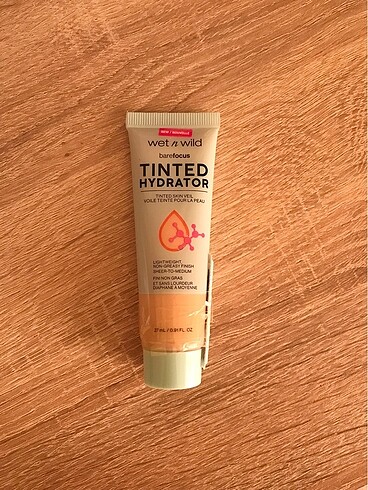 new / nouveau
wet n wild
barefocus
TINTED
HYDRATOR
TINTED SKIN VEIL
VOILE TEINTÉ POUR LA PEAU
LIGHTWEIGHT
NON-GREASY FINISH
SHEER-TO-MEDIUM
FINI NON GRAS
ET SANS LOURDEUR
DIAPHANE À MOYENNE
27 mL / 0.91 FL. OZ.